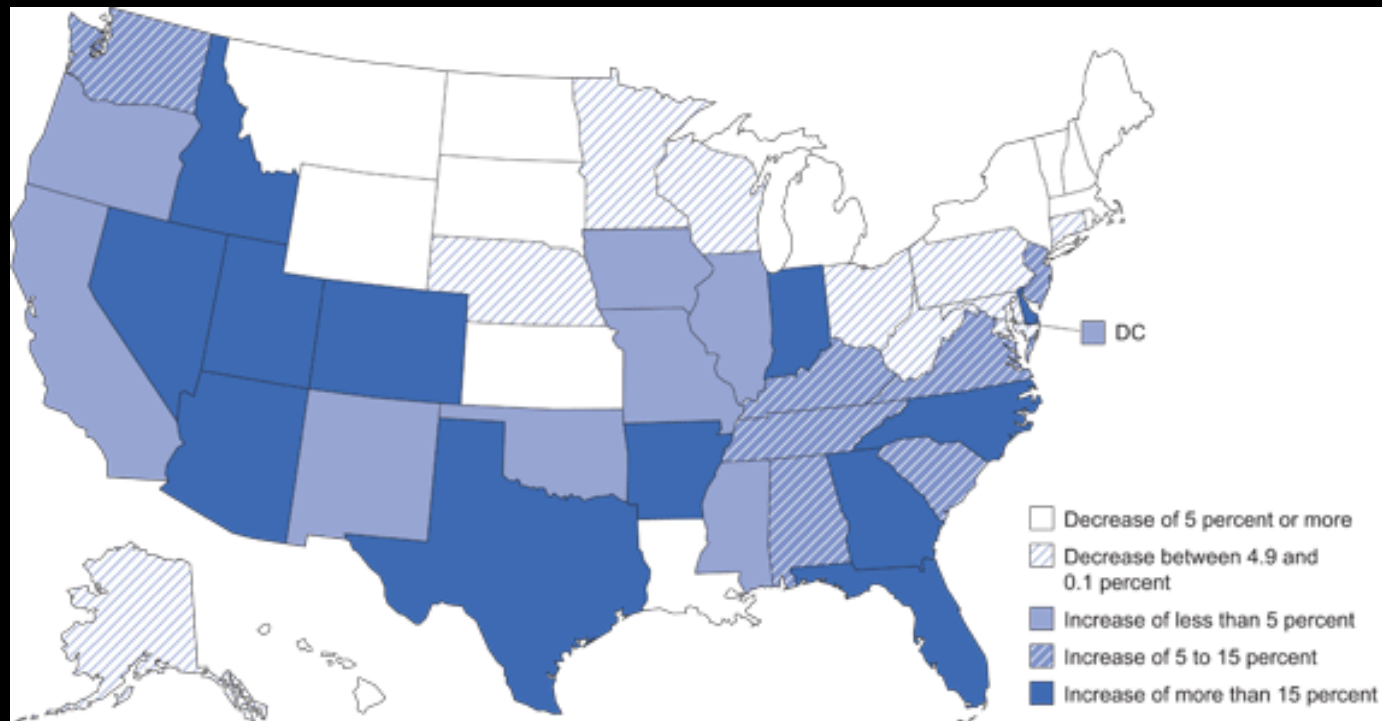 DC
Decrease of 5 percent or more
Decrease between 4.9 and
0.1 percent
Increase of less than 5 percent
Increase of 5 to 15 percent
Increase of more than 15 percent